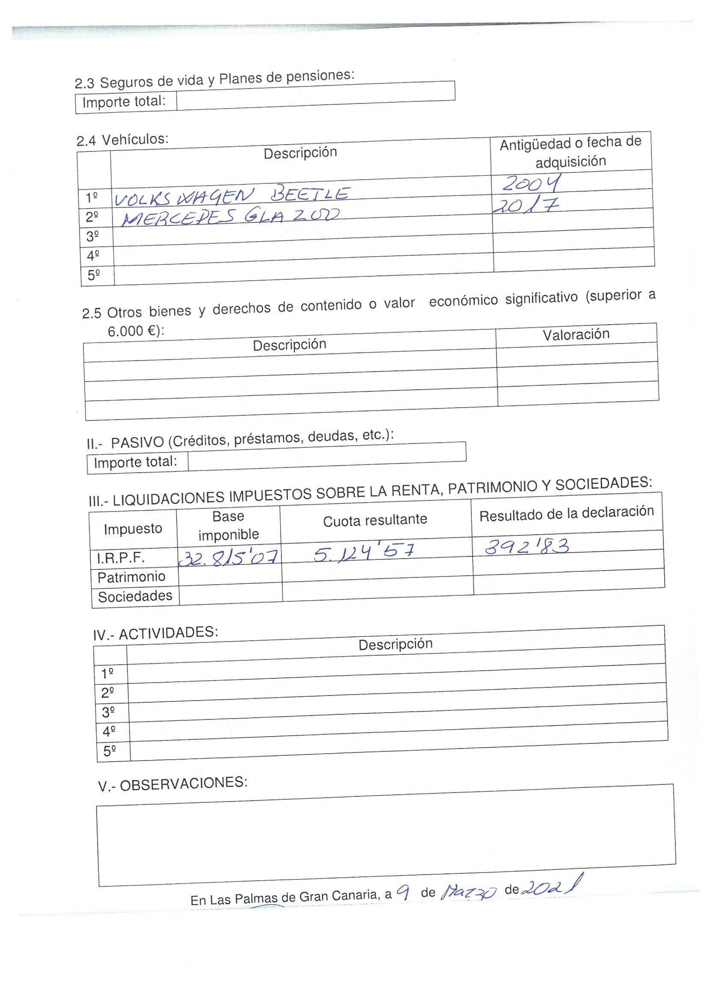 2.3 Seguros de vida y Planes de pensiones:
Importe total:
2.4 Vehículos:
Descripción
Antigüedad o fecha de
adquisición
1º VOLKSWAGEN BEETLE 2004
2º MERCEDES GLA 200 2017
3º
4º
5º
2.5 Otros bienes y derechos de contenido o valor económico significativo (superior a
6.000 €):
Descripción Valoración
II.- PASIVO (Créditos, préstamos, deudas, etc.):
Importe total:
III.- LIQUIDACIONES IMPUESTOS SOBRE LA RENTA, PATRIMONIO Y SOCIEDADES:
Impuesto
Base
imponible
Cuota resultante
Resultado de la declaración
I.R.P.F. 32.815'07 5.124'57 392'83
Patrimonio
Sociedades
IV.- ACTIVIDADES:
Descripción
1º
2º
3º
4º
5º
V.- OBSERVACIONES:
En Las Palmas de Gran Canaria, a 9 de Marzo de 2021